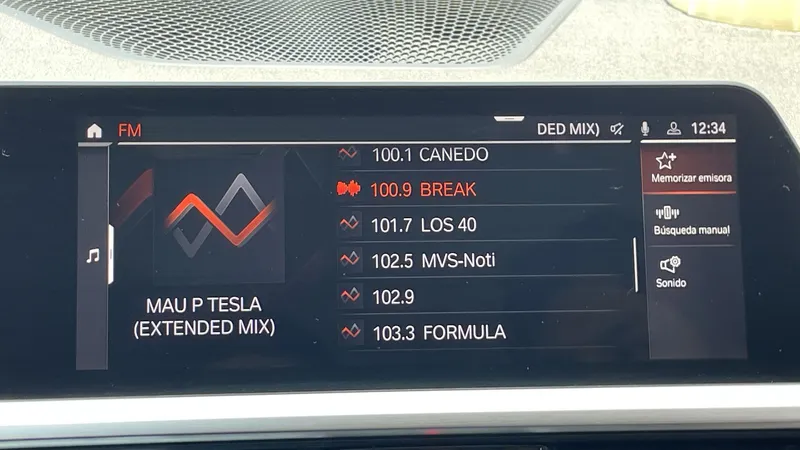 FM
DED MIX)
12:34
MAU P TESLA
(EXTENDED MIX)
100.1 CANEDO
100.9 BREAK
101.7 LOS 40
102.5 MVS-Noti
102.9
103.3 FORMULA
Memorizar emisora
Búsqueda manual
Sonido